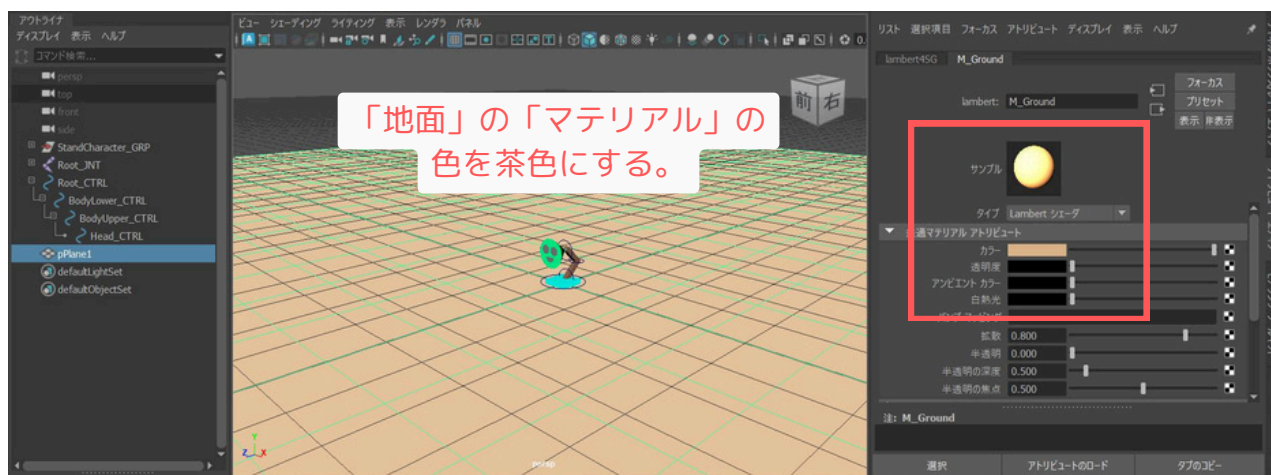 アウトライナ
ディスプレイ 表示 ヘルプ
コマンド検索...
persp
top
front
side
StandCharacter_GRP
Root_JNT
Root_CTRL
BodyLower_CTRL
BodyUpper_CTRL
Head_CTRL
pPlane1
defaultLightSet
defaultObjectSet
ビュー シェーディング ライティング 表示 レンダラ パネル
「地面」の「マテリアル」の
色を茶色にする。
前 右
Y
Z X
persp
リスト 選択項目 フォーカス アトリビュート ディスプレイ 表示 ヘルプ
lambert4SG M_Ground
フォーカス
lambert: M_Ground プリセット
表示 非表示
サンプル
タイプ Lambert シェーダ
共通マテリアル アトリビュート
カラー
透明度
アンビエント カラー
白熱光
バンプ マッピング
拡散 0.800
半透明 0.000
半透明の深度 0.500
半透明の焦点 0.500
注: M_Ground
選択 アトリビュートのロード タブのコピー